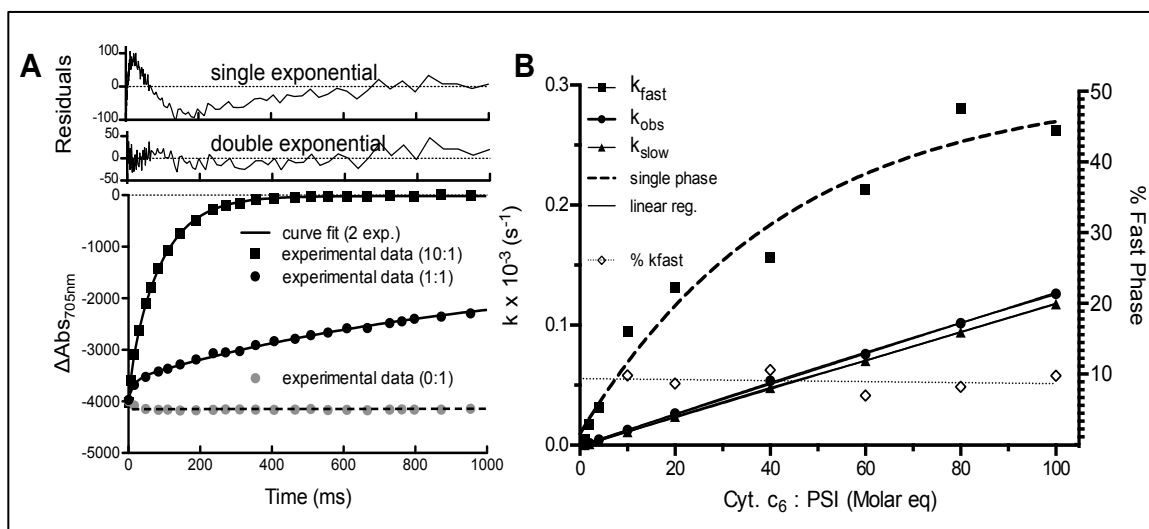 A
Residuals
100
0
-100
single exponential
50
0
-50
double exponential
0
-1000
-2000
-3000
-4000
-5000
ΔAbs705nm
curve fit (2 exp.)
experimental data (10:1)
experimental data (1:1)
experimental data (0:1)
0 200 400 600 800 1000
Time (ms)
B
0.3
0.2
0.1
0.0
k x 10-3 (s-1)
kfast
kobs
kslow
single phase
linear reg.
% kfast
50
40
30
20
10
0
% Fast Phase
0 20 40 60 80 100
Cyt. c6 : PSI (Molar eq)